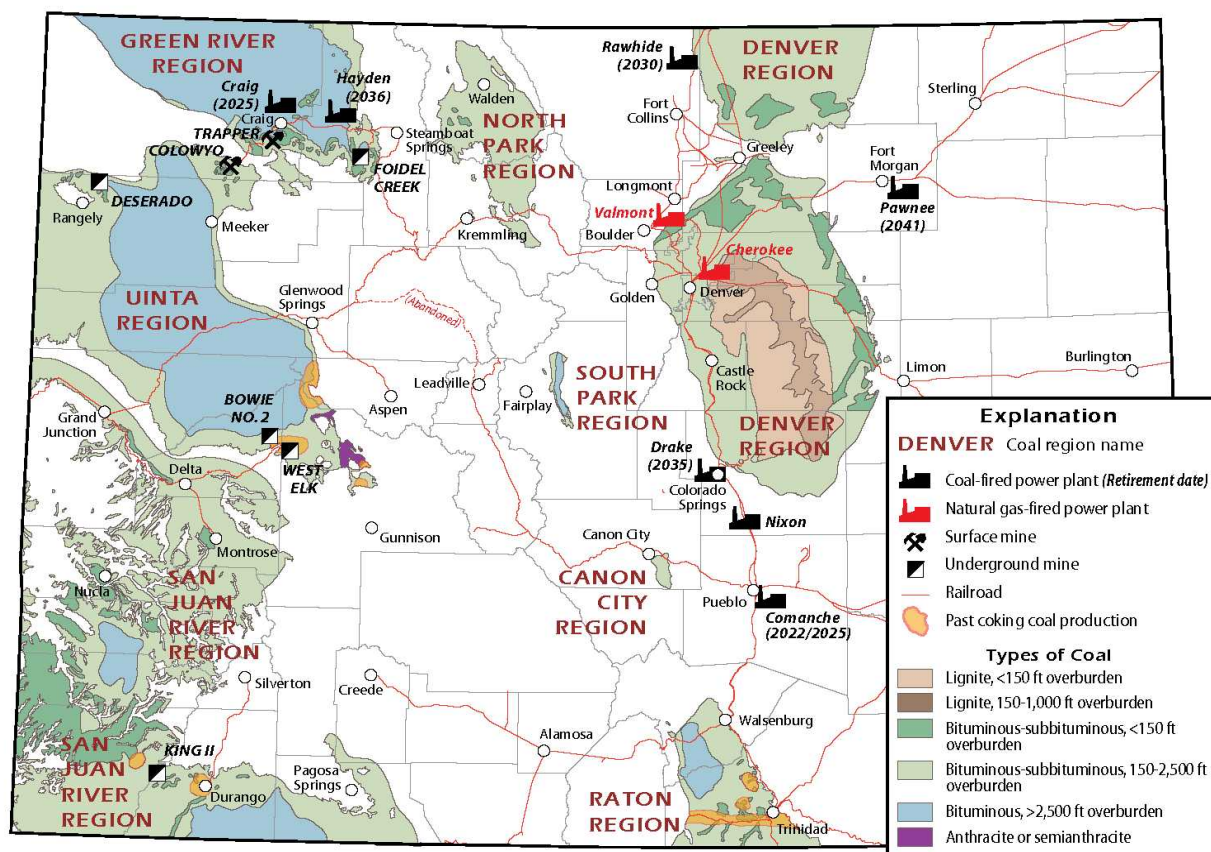 GREEN RIVER
REGION
Craig
(2025)
Hayden
(2036)
Craig
TRAPPER
COLOWYO
Steamboat
Springs
FOIDEL
CREEK
Walden
NORTH
PARK
REGION
Rawhide
(2030)
DENVER
REGION
Fort
Collins
Sterling
Greeley
Fort
Morgan
Pawnee
(2041)
Longmont
Valmont
Boulder
Cherokee
Golden
Denver
DESERADO
Rangely
Meeker
Kremmling
UINTA
REGION
Glenwood
Springs
(Abandoned)
Leadville
Fairplay
SOUTH
PARK
REGION
Castle
Rock
Limon
Burlington
DENVER
REGION
Aspen
BOWIE
NO. 2
Grand
Junction
WEST
ELK
Delta
Drake
(2035)
Colorado
Springs
Nixon
Gunnison
Canon City
Montrose
Nucla
SAN
JUAN
RIVER
REGION
CANON
CITY
REGION
Pueblo
Comanche
(2022/2025)
Silverton
Creede
Walsenburg
Alamosa
KING II
SAN
JUAN
RIVER
REGION
Durango
Pagosa
Springs
RATON
REGION
Trinidad
Explanation
DENVER Coal region name
Coal-fired power plant (Retirement date)
Natural gas-fired power plant
Surface mine
Underground mine
Railroad
Past coking coal production
Types of Coal
Lignite, <150 ft overburden
Lignite, 150-1,000 ft overburden
Bituminous-subbituminous, <150 ft
overburden
Bituminous-subbituminous, 150-2,500 ft
overburden
Bituminous, >2,500 ft overburden
Anthracite or semianthracite